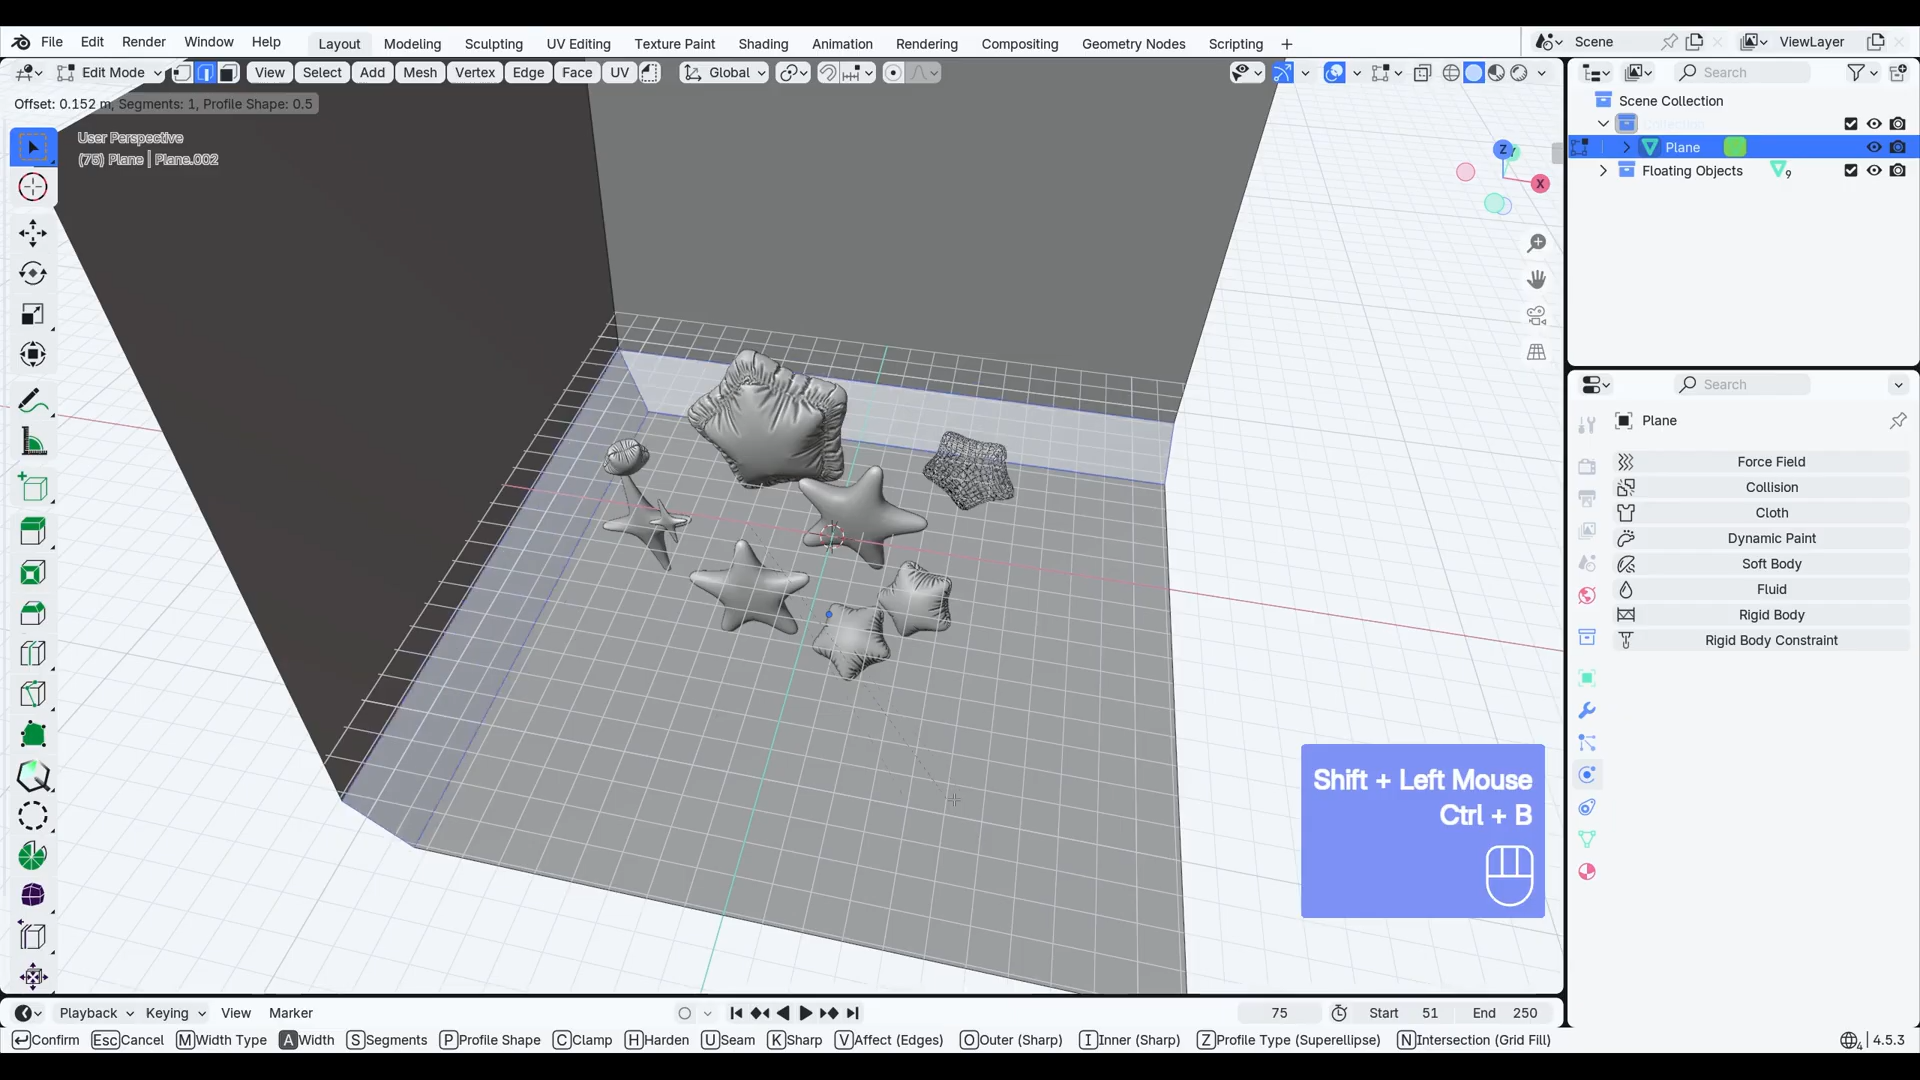 File Edit Render Window Help Layout Modeling Sculpting UV Editing Texture Paint Shading Animation Rendering Compositing Geometry Nodes Scripting + Scene ViewLayer
Edit Mode View Select Add Mesh Vertex Edge Face UV Global Search
Offset: 0.152 m, Segments: 1, Profile Shape: 0.5
User Perspective
(75) Plane | Plane.002
Z
X
Scene Collection
Collection
Plane
Floating Objects 9
Search
Plane
Force Field
Collision
Cloth
Dynamic Paint
Soft Body
Fluid
Rigid Body
Rigid Body Constraint
Shift + Left Mouse
Ctrl + B
Playback Keying View Marker 75 Start 51 End 250
Confirm Esc Cancel M Width Type A Width S Segments P Profile Shape C Clamp H Harden U Seam K Sharp V Affect (Edges) O Outer (Sharp) I Inner (Sharp) Z Profile Type (Superellipse) N Intersection (Grid Fill) 4 4.5.3